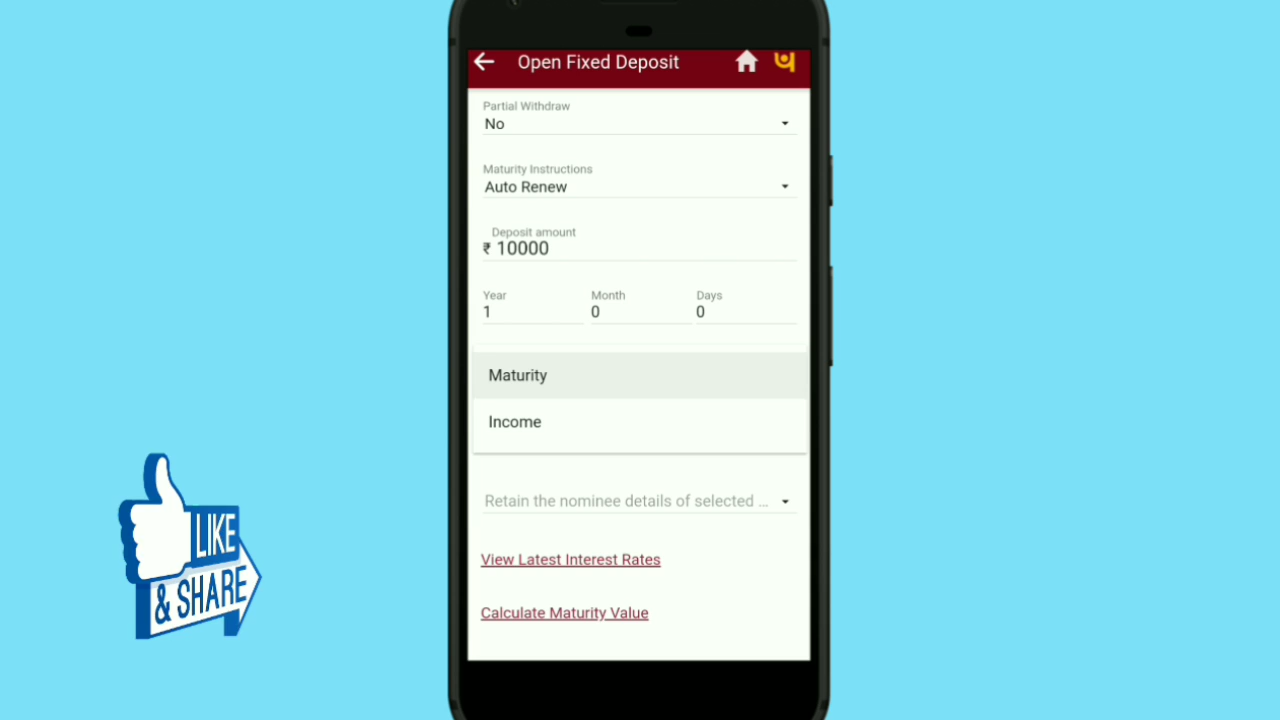 Open Fixed Deposit
Partial Withdraw
No
Maturity Instructions
Auto Renew
Deposit amount
₹ 10000
Year Month Days
1 0 0
Maturity
Income
Retain the nominee details of selected ...
View Latest Interest Rates
Calculate Maturity Value
LIKE
& SHARE